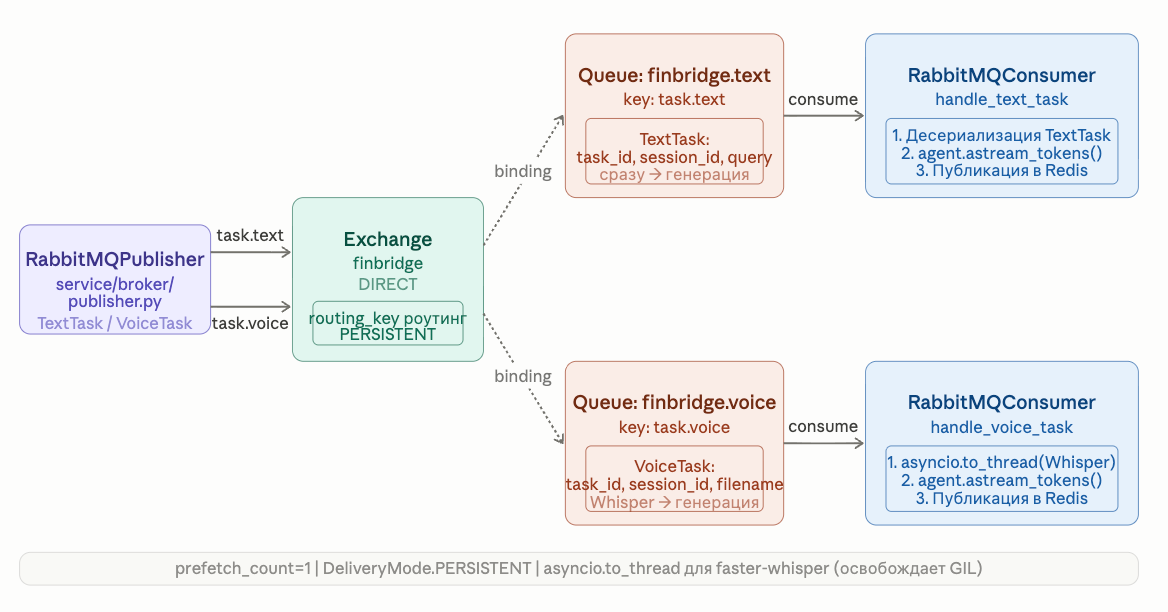 RabbitMQPublisher
service/broker/
publisher.py
TextTask / VoiceTask
task.text
task.voice
Exchange
finbridge
DIRECT
routing_key роутинг
PERSISTENT
binding
binding
Queue: finbridge.text
key: task.text
TextTask:
task_id, session_id, query
сразу → генерация
consume
RabbitMQConsumer
handle_text_task
1. Десериализация TextTask
2. agent.astream_tokens()
3. Публикация в Redis
Queue: finbridge.voice
key: task.voice
VoiceTask:
task_id, session_id, filename
Whisper → генерация
consume
RabbitMQConsumer
handle_voice_task
1. asyncio.to_thread(Whisper)
2. agent.astream_tokens()
3. Публикация в Redis
prefetch_count=1 | DeliveryMode.PERSISTENT | asyncio.to_thread для faster-whisper (освобождает GIL)